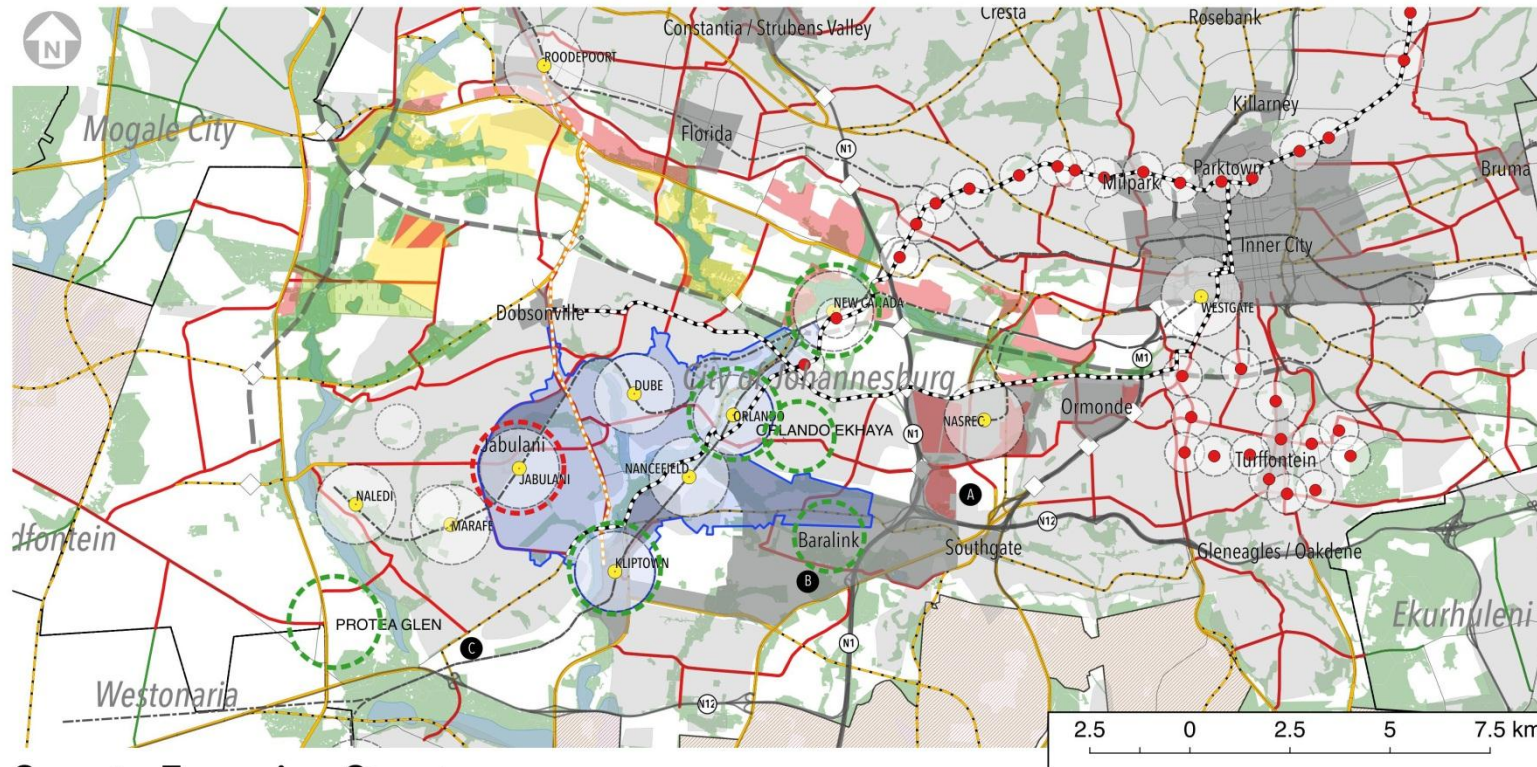 N
Constantia / Strubens Valley
Cresta
Rosebank
ROODEPOORT
Mogale City
Florida
N1
Killarney
Milpark
Parktown
Bruma
Inner City
WESTGATE
NEW CANADA
Dobsonville
M1
DUBE
City of Johannesburg
ORLANDO
ORLANDO EKHAYA
N1
NASREC
Ormonde
Jabulani
JABULANI
NANCEFIELD
Turffontein
NALEDI
MARAFE
A
N12
dfontein
Baralink
Southgate
Gleneagles / Oakdene
KLIPTOWN
B
PROTEA GLEN
C
N1
Ekurhuleni
Westonaria
N12
2.5 0 2.5 5 7.5 km